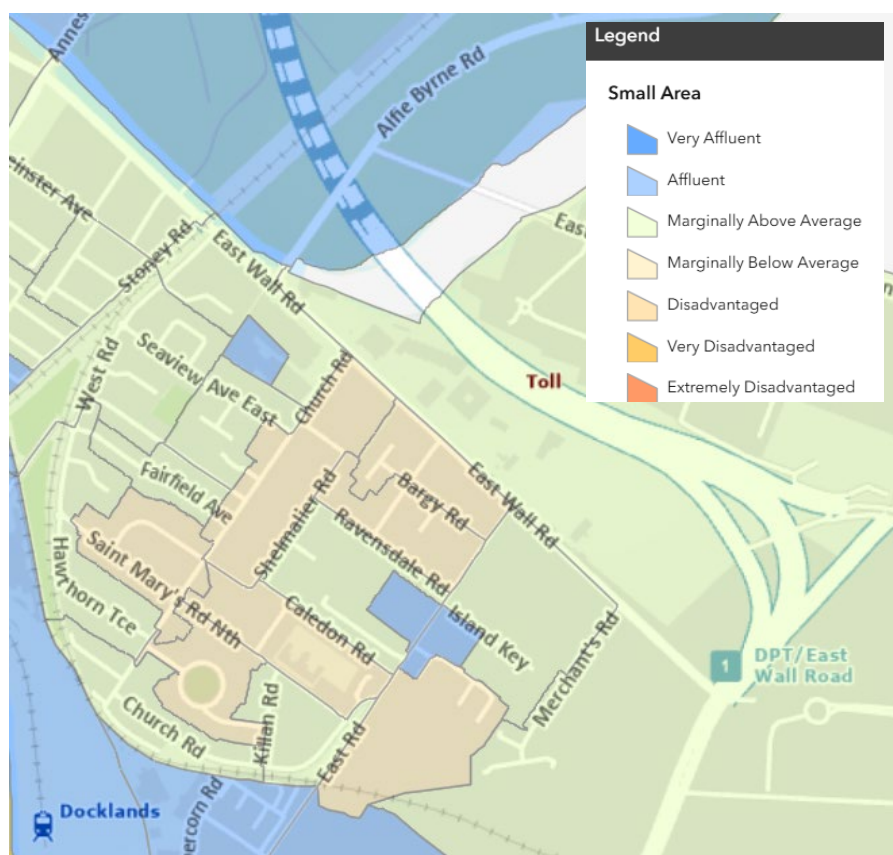 Legend
Small Area
Very Affluent
Affluent
Marginally Above Average
Marginally Below Average
Disadvantaged
Very Disadvantaged
Extremely Disadvantaged
Annes
Alfie Byrne Rd
einster Ave
Stoney Rd
East Wall Rd
East
West Rd
Seaview Ave East
Church Rd
Toll
Fairfield Ave
Shelmalier Rd
Bargy Rd
East Wall Rd
Ravensdale Rd
Hawthorn Tce
Saint Mary's Rd Nth
Caledon Rd
Island Key
Merchant's Rd
1
DPT/East
Wall Road
Church Rd
Killan Rd
East Rd
percorn Rd
Docklands